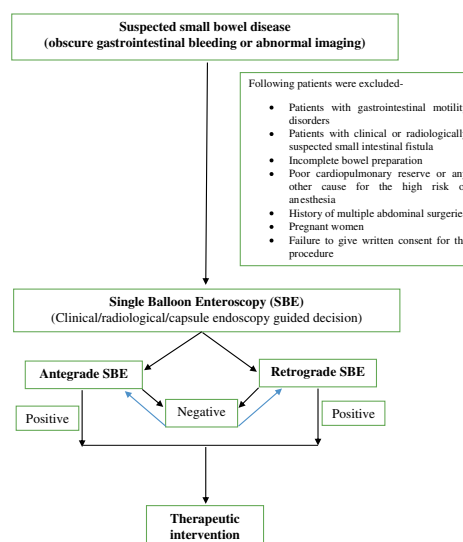 Suspected small bowel disease
(obscure gastrointestinal bleeding or abnormal imaging)
Following patients were excluded-
• Patients with gastrointestinal motilit
disorders
• Patients with clinical or radiologically
suspected small intestinal fistula
• Incomplete bowel preparation
• Poor cardiopulmonary reserve or any
other cause for the high risk o
anesthesia
• History of multiple abdominal surgerie
• Pregnant women
• Failure to give written consent for th
procedure
Single Balloon Enteroscopy (SBE)
(Clinical/radiological/capsule endoscopy guided decision)
Antegrade SBE
Retrograde SBE
Positive
Negative
Positive
Therapeutic
intervention